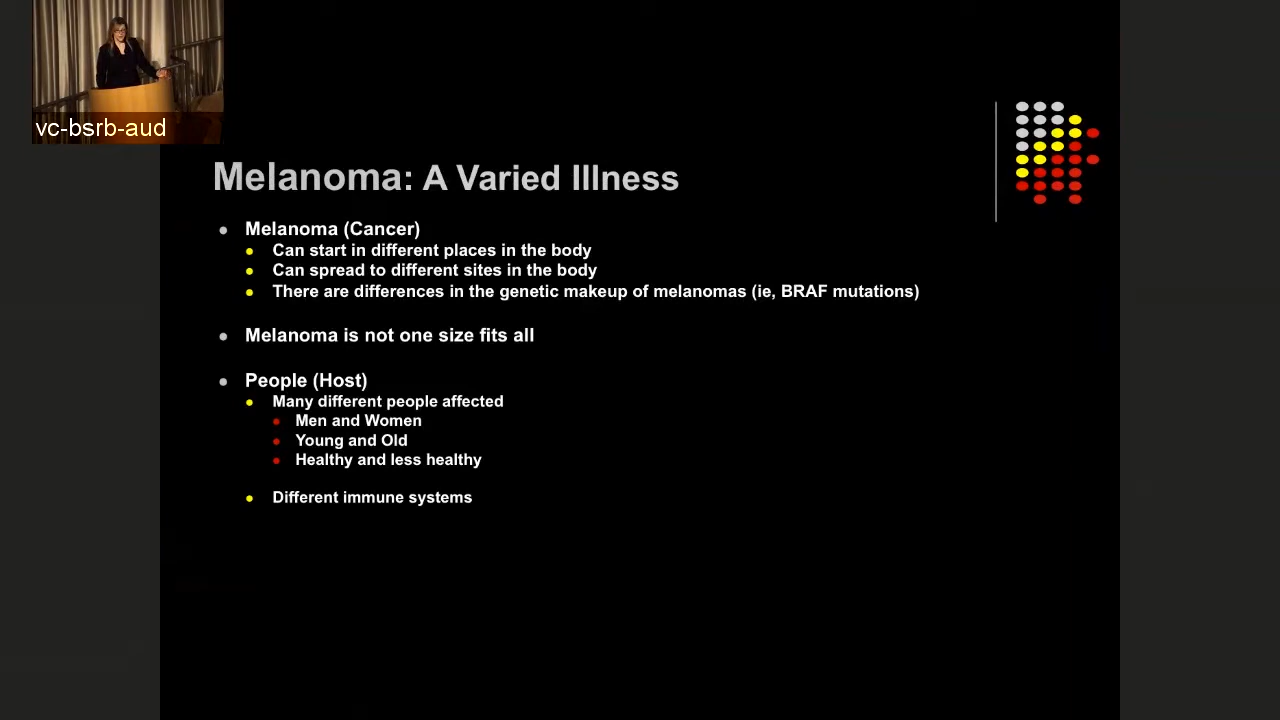 vc-bsrb-aud
Melanoma: A Varied Illness
Melanoma (Cancer)
Can start in different places in the body
Can spread to different sites in the body
There are differences in the genetic makeup of melanomas (ie, BRAF mutations)
Melanoma is not one size fits all
People (Host)
Many different people affected
Men and Women
Young and Old
Healthy and less healthy
Different immune systems